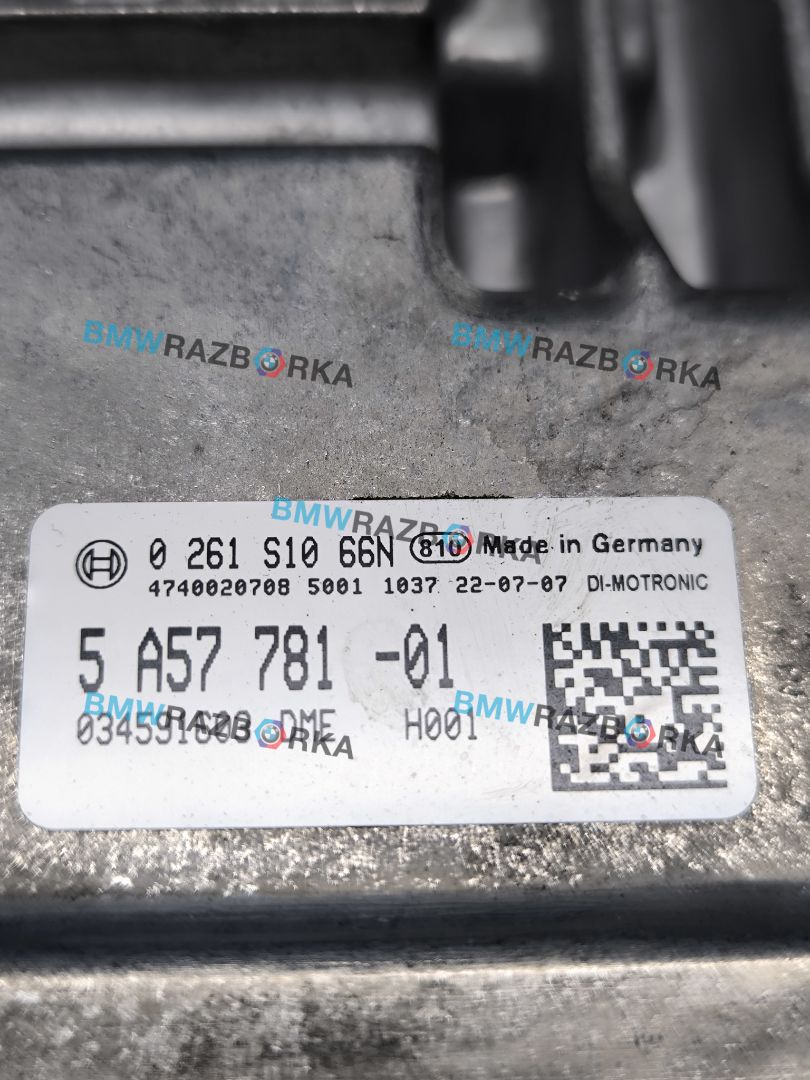 BMWRAZBORKA BMWRAZBORKA
BMWRAZBORKA
0 261 S10 66N 810 Made in Germany
4740020708 5001 1037 22-07-07 DI-MOTRONIC
5 A57 781 -01
DME H001
BMWRAZBORKA BMWRAZBORKA